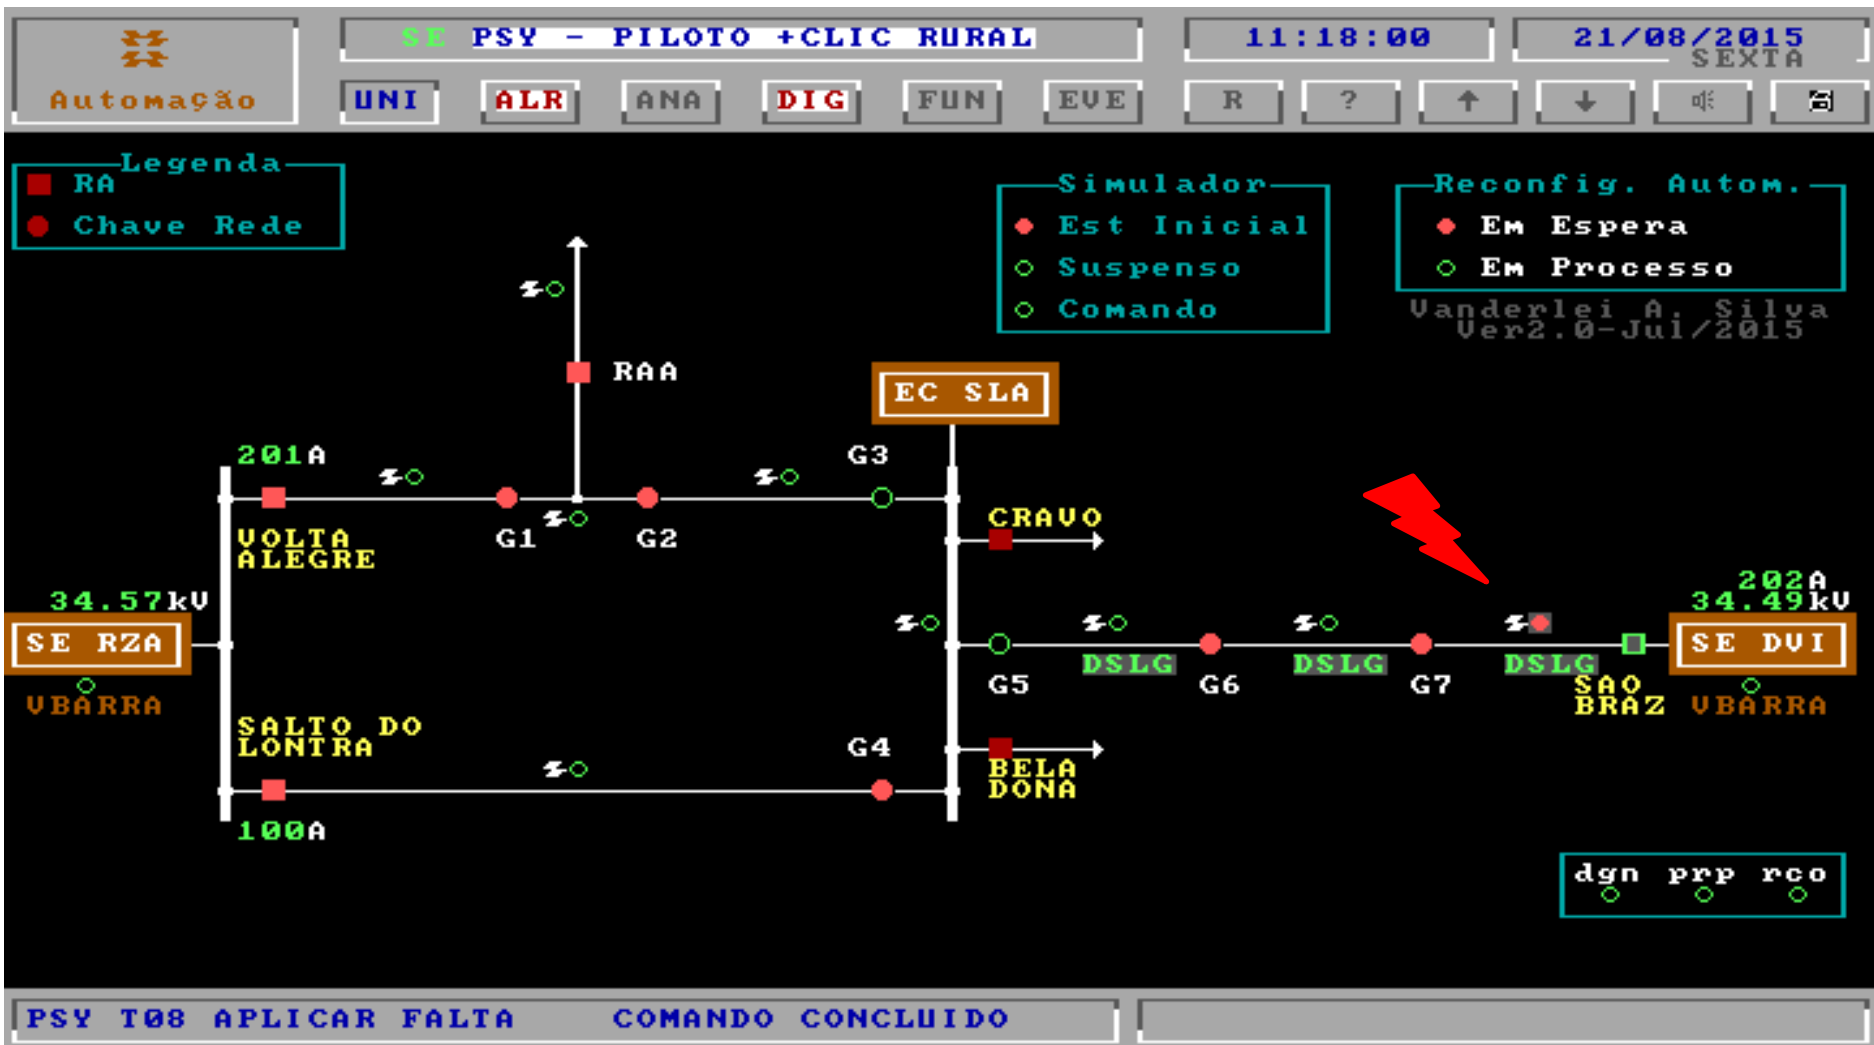 SE PSY - PILOTO +CLIC RURAL
11:18:00
21/08/2015
SEXTA
Automação
UNI
ALR
ANA
DIG
FUN
EVE
R
?
Legenda
RA
Chave Rede
Simulador
Est Inicial
Suspenso
Comando
Reconfig. Autom.
Em Espera
Em Processo
Vanderlei A. Silva
Ver2.0-Jul/2015
RAA
EC SLA
201A
G3
VOLTA
ALEGRE
G1
G2
CRAVO
34.57kV
202A
34.49kV
SE RZA
SE DVI
VBARRA
DSLG
DSLG
DSLG
G5
G6
G7
SAO
BRAZ
VBARRA
SALTO DO
LONTRA
G4
BELA
DONA
100A
dgn prp rco
PSY T08 APLICAR FALTA COMANDO CONCLUIDO